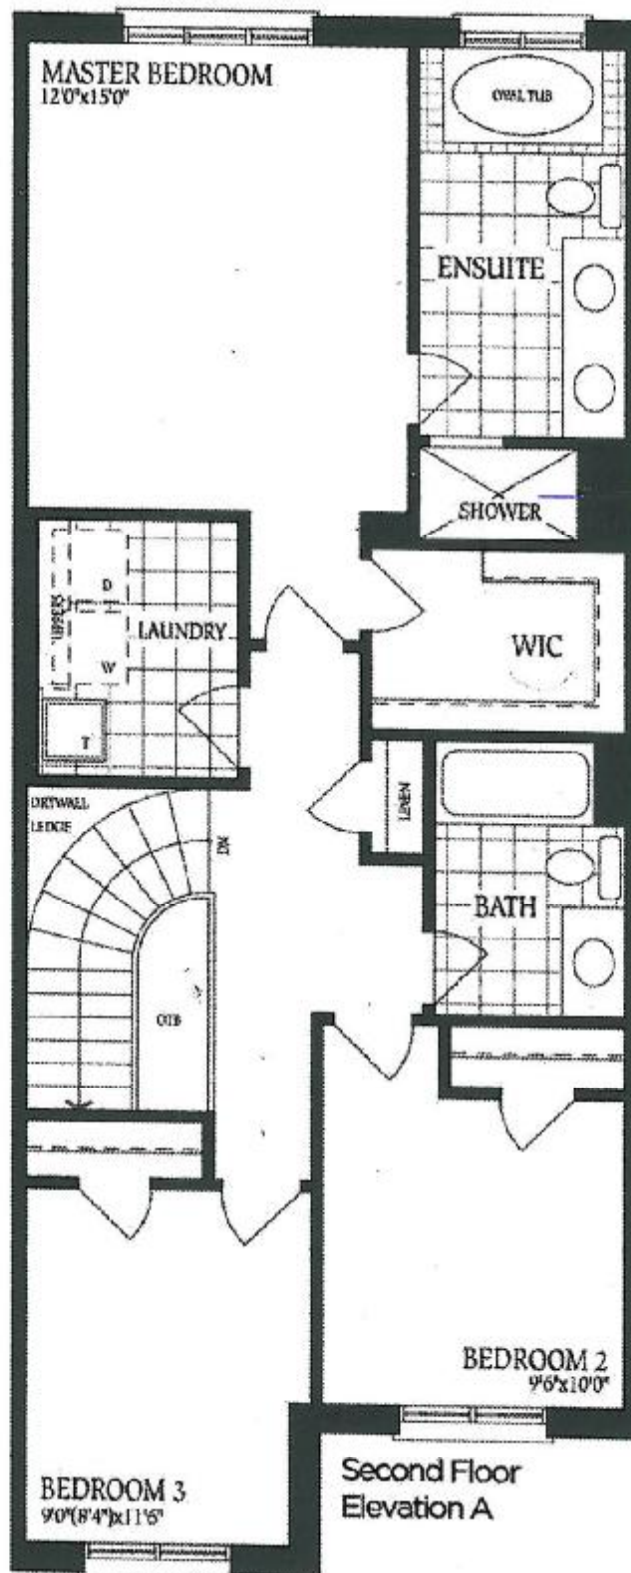 MASTER BEDROOM
12'0"x15'0"
OVAL TUB
ENSUITE
SHOWER
UPPERS
D
LAUNDRY
W
T
WIC
LINEN
DRYWALL
LEDGE
DN
BATH
OTB
BEDROOM 2
9'6"x10'0"
BEDROOM 3
9'0"(8'4")x11'6"
Second Floor
Elevation A